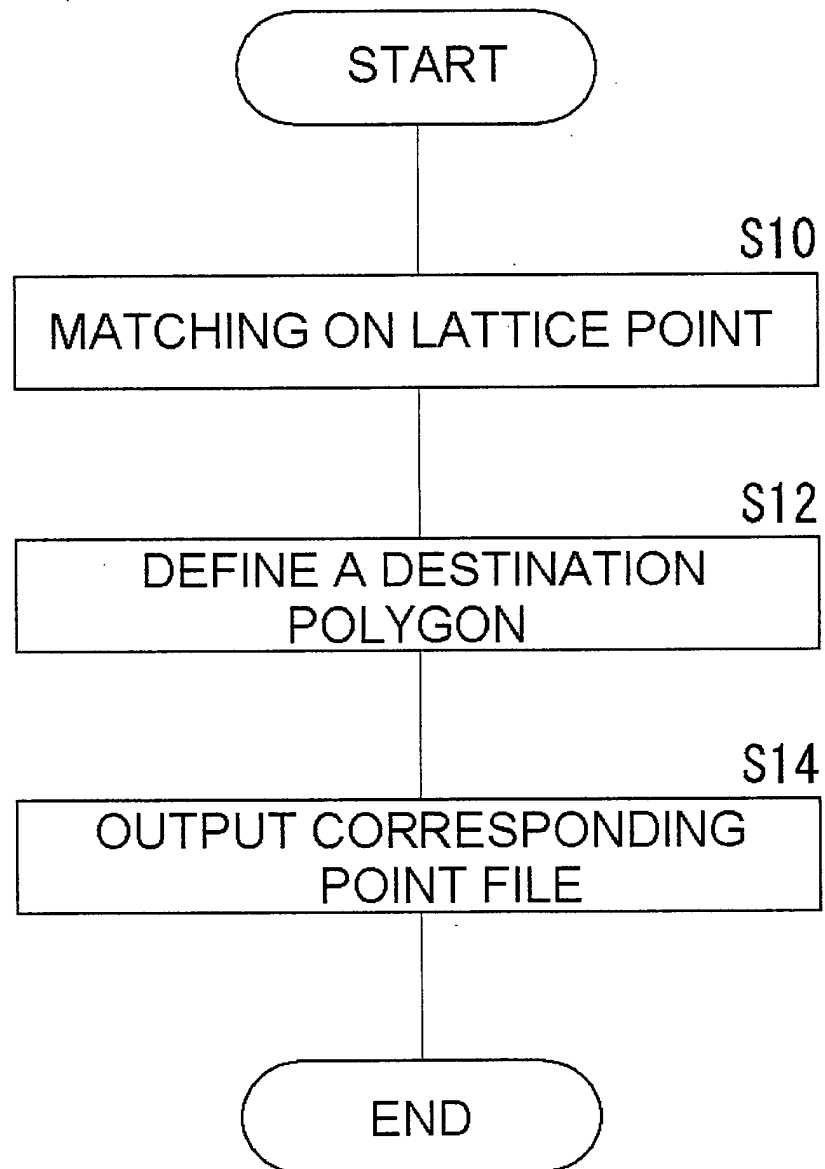 START
S10
MATCHING ON LATTICE POINT
S12
DEFINE A DESTINATION
POLYGON
S14
OUTPUT CORRESPONDING
POINT FILE
END